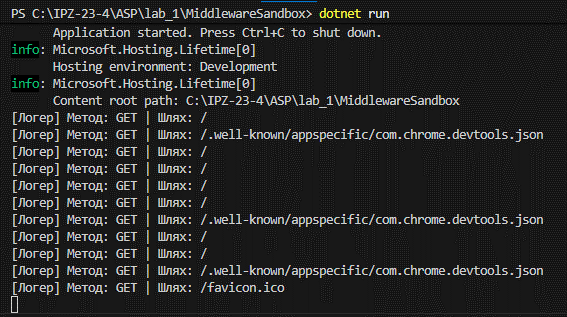 PS C:\IPZ-23-4\ASP\lab_1\MiddlewareSandbox> dotnet run
Application started. Press Ctrl+C to shut down.
info: Microsoft.Hosting.Lifetime[0]
Hosting environment: Development
info: Microsoft.Hosting.Lifetime[0]
Content root path: C:\IPZ-23-4\ASP\lab_1\MiddlewareSandbox
[Логер] Метод: GET | Шлях: /
[Логер] Метод: GET | Шлях: /.well-known/appspecific/com.chrome.devtools.json
[Логер] Метод: GET | Шлях: /
[Логер] Метод: GET | Шлях: /
[Логер] Метод: GET | Шлях: /
[Логер] Метод: GET | Шлях: /
[Логер] Метод: GET | Шлях: /.well-known/appspecific/com.chrome.devtools.json
[Логер] Метод: GET | Шлях: /
[Логер] Метод: GET | Шлях: /
[Логер] Метод: GET | Шлях: /.well-known/appspecific/com.chrome.devtools.json
[Логер] Метод: GET | Шлях: /favicon.ico